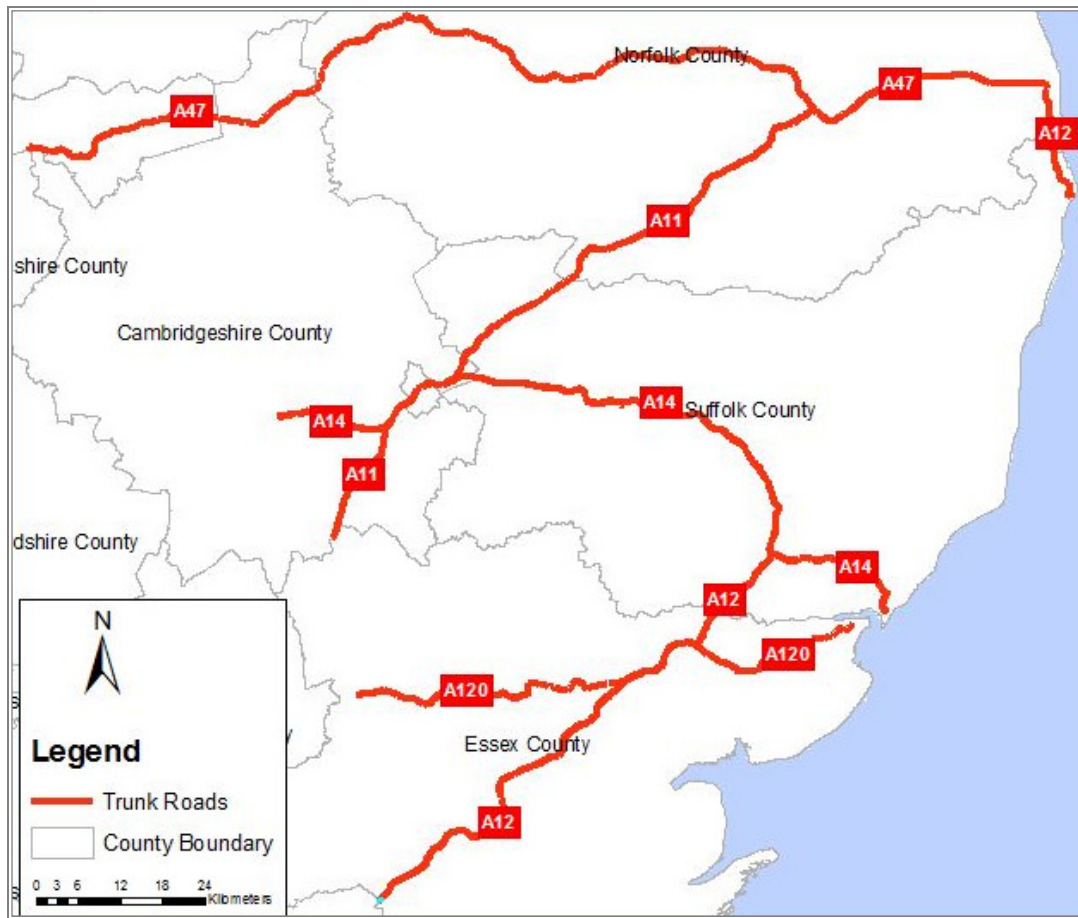 Norfolk County
A47
A47
A12
A11
shire County
Cambridgeshire County
A14
A14
Suffolk County
A11
dshire County
A14
A12
A120
A120
Essex County
A12
N
Legend
Trunk Roads
County Boundary
0 3 6 12 18 24
Kilometers